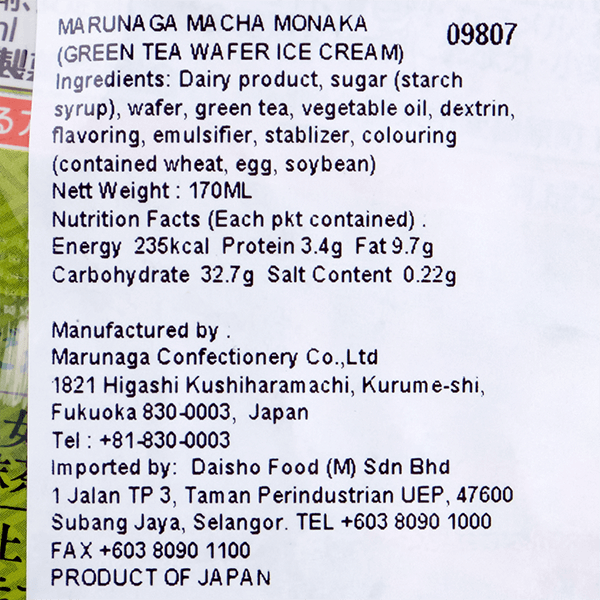 MARUNAGA MACHA MONAKA
(GREEN TEA WAFER ICE CREAM)
09807
Ingredients: Dairy product, sugar (starch
syrup), wafer, green tea, vegetable oil, dextrin,
flavoring, emulsifier, stablizer, colouring
(contained wheat, egg, soybean)
Nett Weight : 170ML
Nutrition Facts (Each pkt contained) .
Energy 235kcal Protein 3.4g Fat 9.7g
Carbohydrate 32.7g Salt Content 0.22g
Manufactured by .
Marunaga Confectionery Co.,Ltd
1821 Higashi Kushiharamachi, Kurume-shi,
Fukuoka 830-0003, Japan
Tel : +81-830-0003
Imported by: Daisho Food (M) Sdn Bhd
1 Jalan TP 3, Taman Perindustrian UEP, 47600
Subang Jaya, Selangor. TEL +603 8090 1000
FAX +603 8090 1100
PRODUCT OF JAPAN